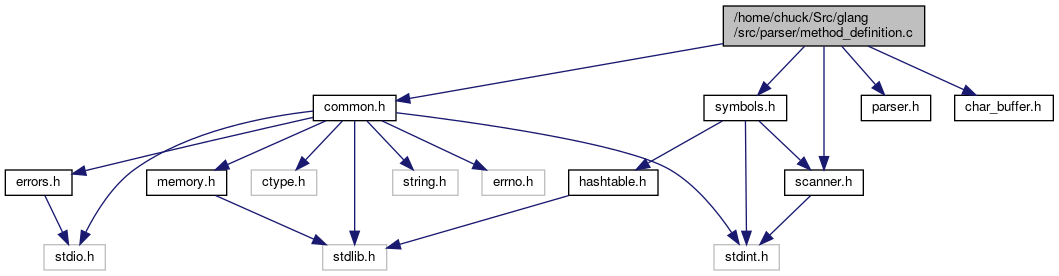 /home/chuck/Src/glang
/src/parser/method_definition.c
common.h
symbols.h
parser.h
char_buffer.h
errors.h
memory.h
ctype.h
string.h
errno.h
hashtable.h
scanner.h
stdio.h
stdlib.h
stdint.h